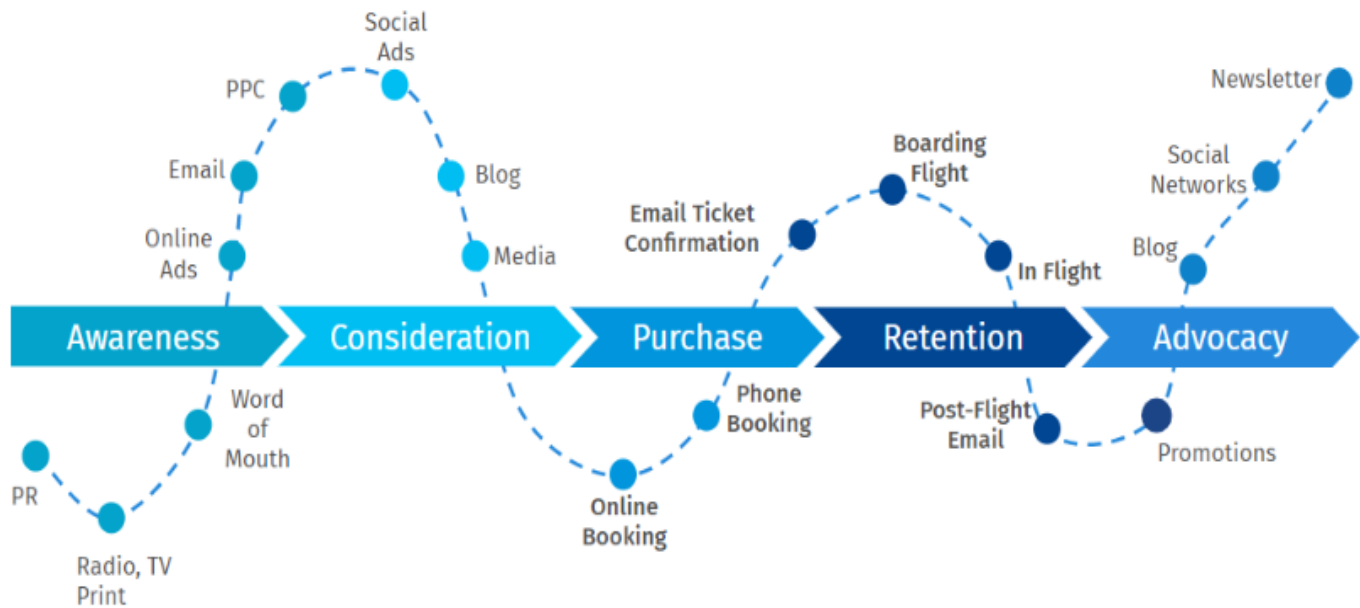 Social
Ads
PPC
Email
Online
Ads
Blog
Media
Email Ticket
Confirmation
Boarding
Flight
In Flight
Newsletter
Social
Networks
Blog
Awareness
Consideration
Purchase
Retention
Advocacy
PR
Radio, TV
Print
Word
of
Mouth
Online
Booking
Phone
Booking
Post-Flight
Email
Promotions